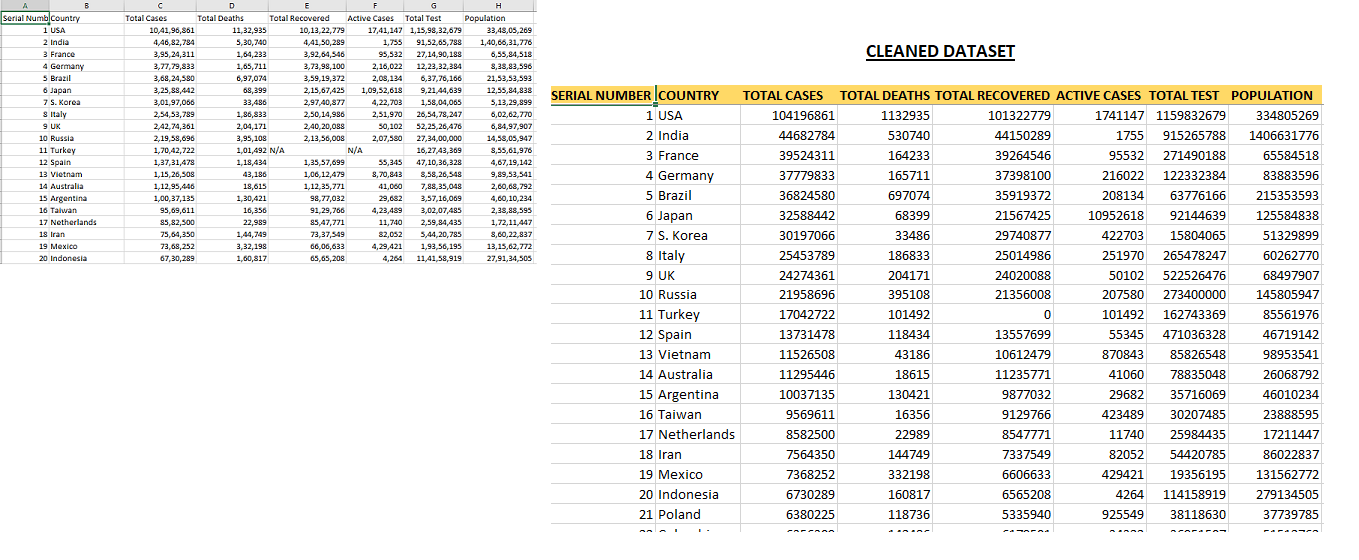 A B C D E F G H
Serial Numb Country Total Cases Total Deaths Total Recovered Active Cases Total Test Population
1 USA 10,41,96,861 11,32,935 10,13,22,779 17,41,147 1,15,98,32,679 33,48,05,269
2 India 4,46,82,784 5,30,740 4,41,50,289 1,755 91,52,65,788 1,40,66,31,776
3 France 3,95,24,311 1,64,233 3,92,64,546 95,532 27,14,90,188 6,55,84,518
4 Germany 3,77,79,833 1,65,711 3,73,98,100 2,16,022 12,23,32,384 8,38,83,596
5 Brazil 3,68,24,580 6,97,074 3,59,19,372 2,08,134 6,37,76,166 21,53,53,593
6 Japan 3,25,88,442 68,399 2,15,67,425 1,09,52,618 9,21,44,639 12,55,84,838
7 S. Korea 3,01,97,066 33,486 2,97,40,877 4,22,703 1,58,04,065 5,13,29,899
8 Italy 2,54,53,789 1,86,833 2,50,14,986 2,51,970 26,54,78,247 6,02,62,770
9 UK 2,42,74,361 2,04,171 2,40,20,088 50,102 52,25,26,476 6,84,97,907
10 Russia 2,19,58,696 3,95,108 2,13,56,008 2,07,580 27,34,00,000 14,58,05,947
11 Turkey 1,70,42,722 1,01,492 N/A N/A 16,27,43,369 8,55,61,976
12 Spain 1,37,31,478 1,18,434 1,35,57,699 55,345 47,10,36,328 4,67,19,142
13 Vietnam 1,15,26,508 43,186 1,06,12,479 8,70,843 8,58,26,548 9,89,53,541
14 Australia 1,12,95,446 18,615 1,12,35,771 41,060 7,88,35,048 2,60,68,792
15 Argentina 1,00,37,135 1,30,421 98,77,032 29,682 3,57,16,069 4,60,10,234
16 Taiwan 95,69,611 16,356 91,29,766 4,23,489 3,02,07,485 2,38,88,595
17 Netherlands 85,82,500 22,989 85,47,771 11,740 2,59,84,435 1,72,11,447
18 Iran 75,64,350 1,44,749 73,37,549 82,052 5,44,20,785 8,60,22,837
19 Mexico 73,68,252 3,32,198 66,06,633 4,29,421 1,93,56,195 13,15,62,772
20 Indonesia 67,30,289 1,60,817 65,65,208 4,264 11,41,58,919 27,91,34,505
CLEANED DATASET
SERIAL NUMBER COUNTRY TOTAL CASES TOTAL DEATHS TOTAL RECOVERED ACTIVE CASES TOTAL TEST POPULATION
1 USA 104196861 1132935 101322779 1741147 1159832679 334805269
2 India 44682784 530740 44150289 1755 915265788 1406631776
3 France 39524311 164233 39264546 95532 271490188 65584518
4 Germany 37779833 165711 37398100 216022 122332384 83883596
5 Brazil 36824580 697074 35919372 208134 63776166 215353593
6 Japan 32588442 68399 21567425 10952618 92144639 125584838
7 S. Korea 30197066 33486 29740877 422703 15804065 51329899
8 Italy 25453789 186833 25014986 251970 265478247 60262770
9 UK 24274361 204171 24020088 50102 522526476 68497907
10 Russia 21958696 395108 21356008 207580 273400000 145805947
11 Turkey 17042722 101492 0 101492 162743369 85561976
12 Spain 13731478 118434 13557699 55345 471036328 46719142
13 Vietnam 11526508 43186 10612479 870843 85826548 98953541
14 Australia 11295446 18615 11235771 41060 78835048 26068792
15 Argentina 10037135 130421 9877032 29682 35716069 46010234
16 Taiwan 9569611 16356 9129766 423489 30207485 23888595
17 Netherlands 8582500 22989 8547771 11740 25984435 17211447
18 Iran 7564350 144749 7337549 82052 54420785 86022837
19 Mexico 7368252 332198 6606633 429421 19356195 131562772
20 Indonesia 6730289 160817 6565208 4264 114158919 279134505
21 Poland 6380225 118736 5335940 925549 38118630 37739785